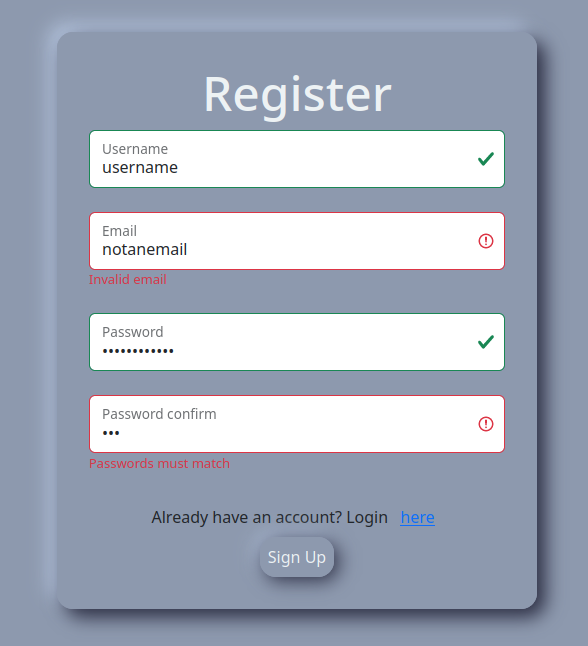 Register
Username
username
Email
notanemail
Invalid email
Password
••••••••••••
Password confirm
•••
Passwords must match
Already have an account? Login here
Sign Up